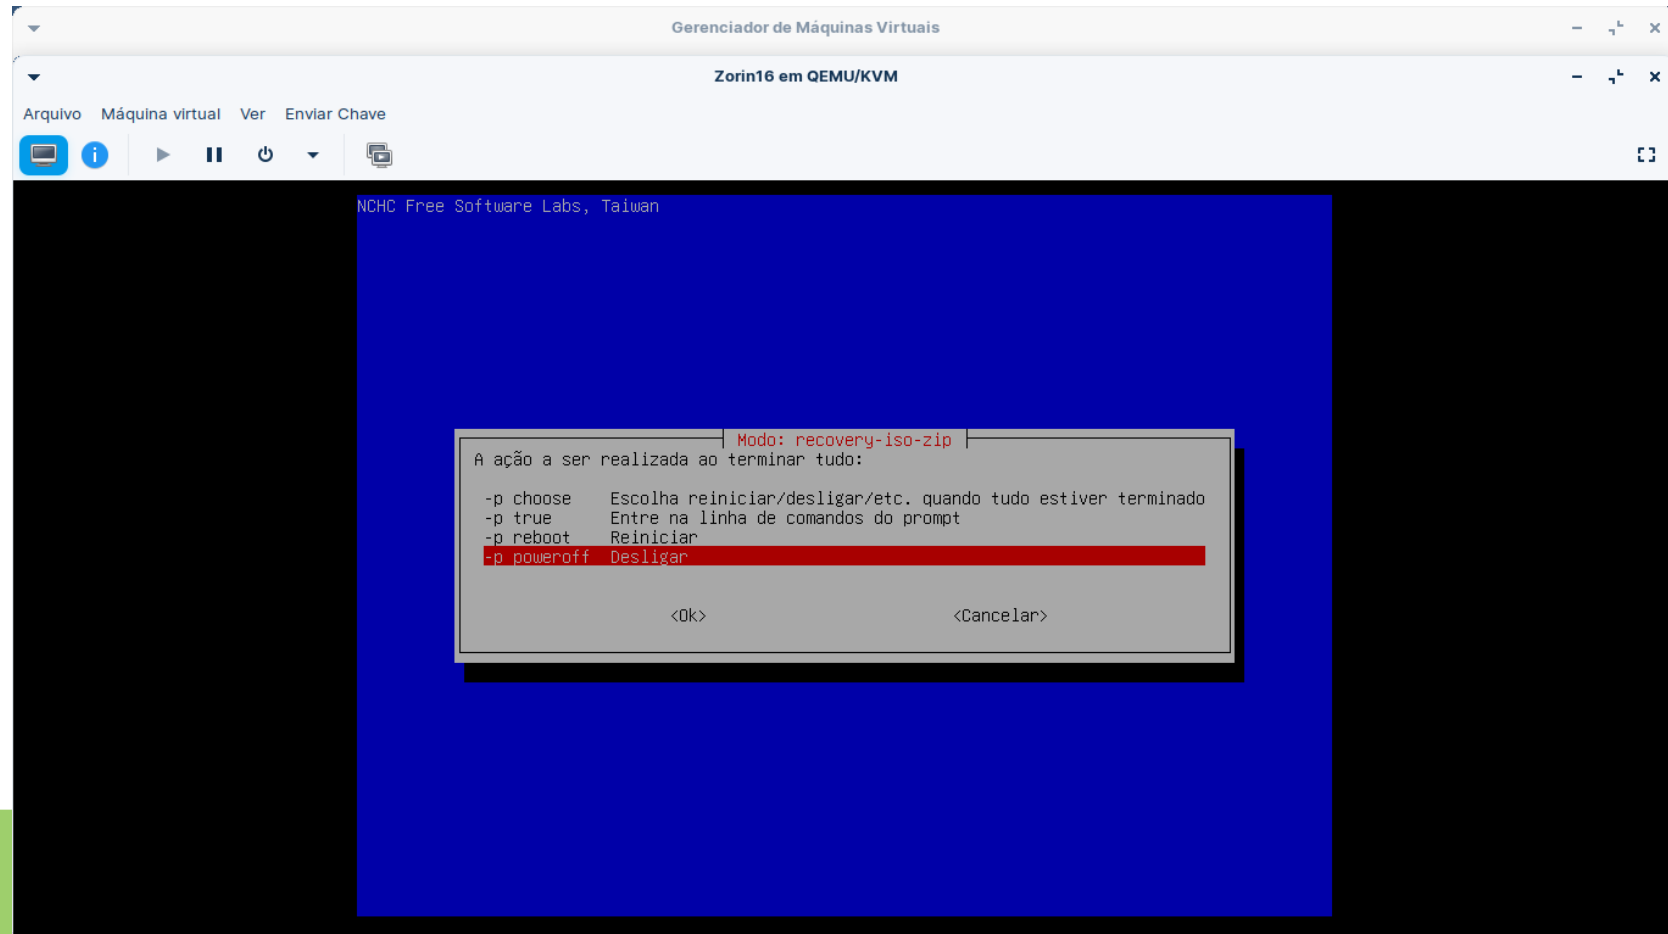 Gerenciador de Máquinas Virtuais
Zorin16 em QEMU/KVM
Arquivo Máquina virtual Ver Enviar Chave
NCHC Free Software Labs, Taiwan
Modo: recovery-iso-zip
A ação a ser realizada ao terminar tudo:
-p choose Escolha reiniciar/desligar/etc. quando tudo estiver terminado
-p true Entre na linha de comandos do prompt
-p reboot Reiniciar
-p poweroff Desligar
<Ok> <Cancelar>